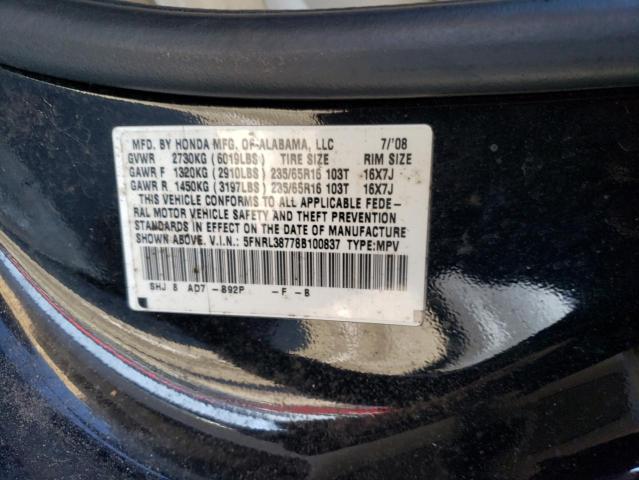 MFD. BY HONDA MFG. OF-ALABAMA, LLC 7/'08
GVWR 2730KG (6019LBS) TIRE SIZE RIM SIZE
GAWR F 1320KG (2910LBS) 235/65R16 103T 16X7J
GAWR R 1450KG (3197LBS) 235/65R16 103T 16X7J
THIS VEHICLE CONFORMS TO ALL APPLICABLE FEDE-
RAL MOTOR VEHICLE SAFETY AND THEFT PREVENTION
STANDARDS IN EFFECT ON THE DATE OF MANUFACTURE
SHOWN ABOVE. V.I.N.: 5FNRL38778B100837 TYPE:MPV
SHJ 8 AD7 -B92P -F -B